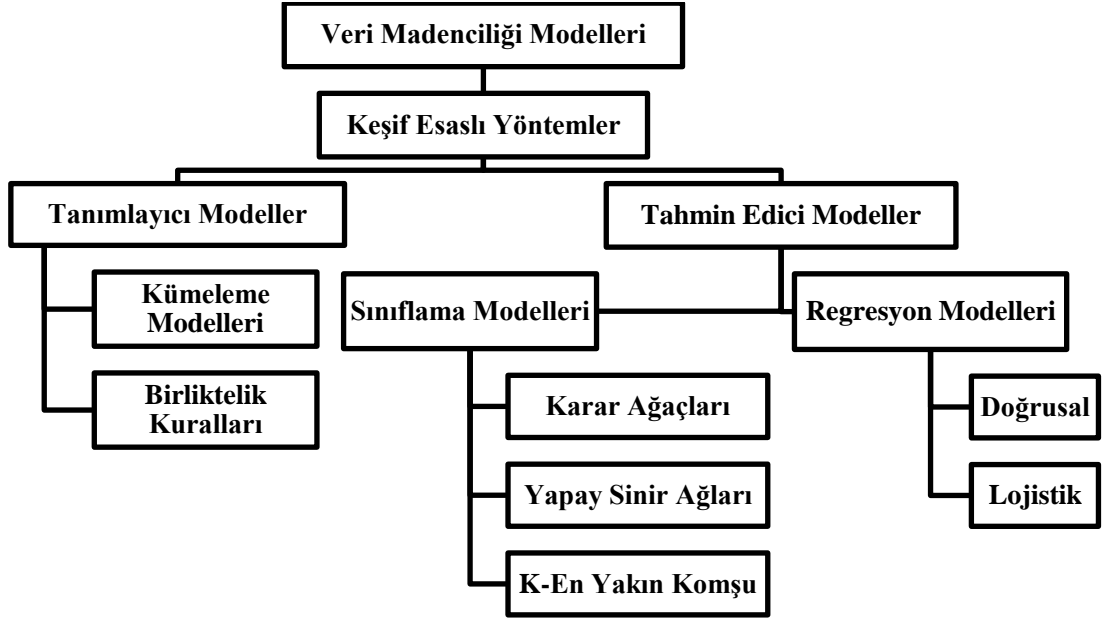 Veri Madenciliği Modelleri
Keşif Esaslı Yöntemler
Tanımlayıcı Modeller
Tahmin Edici Modeller
Kümeleme
Modelleri
Birliktelik
Kuralları
Sınıflama Modelleri
Regresyon Modelleri
Karar Ağaçları
Yapay Sinir Ağları
K-En Yakın Komşu
Doğrusal
Lojistik